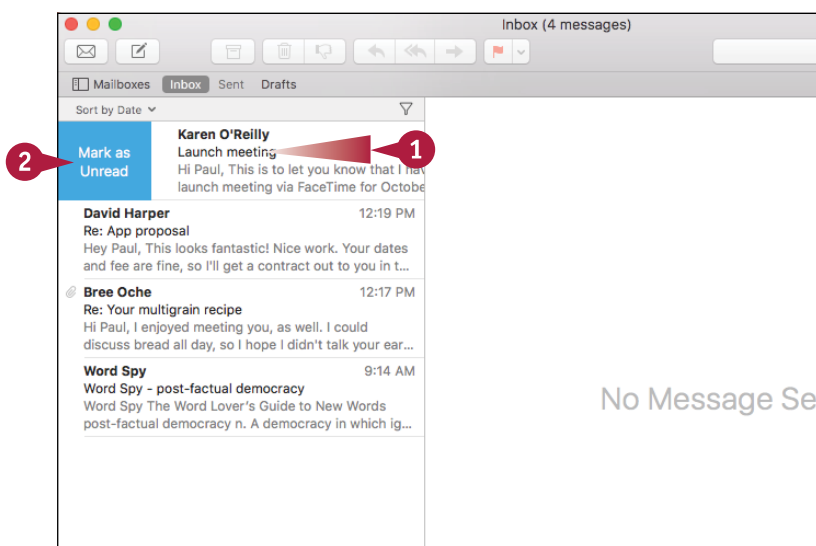 Inbox (4 messages)
Mailboxes Inbox Sent Drafts
Sort by Date
Mark as
Unread
2
Karen O'Reilly
Launch meeting
1
Hi Paul, This is to let you know that I hav
launch meeting via FaceTime for Octobe
David Harper 12:19 PM
Re: App proposal
Hey Paul, This looks fantastic! Nice work. Your dates
and fee are fine, so I'll get a contract out to you in t...
Bree Oche 12:17 PM
Re: Your multigrain recipe
Hi Paul, I enjoyed meeting you, as well. I could
discuss bread all day, so I hope I didn't talk your ear...
Word Spy 9:14 AM
Word Spy - post-factual democracy
Word Spy The Word Lover's Guide to New Words
post-factual democracy n. A democracy in which ig...
No Message Se